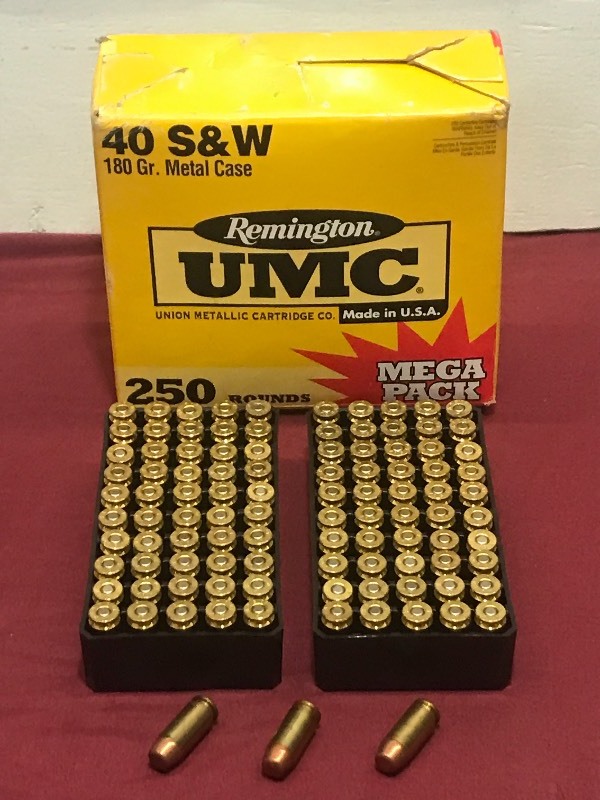 40 S&W
180 Gr. Metal Case
Remington®
UMC®
UNION METALLIC CARTRIDGE CO. Made in U.S.A.
MEGA
PACK
250 ROUNDS